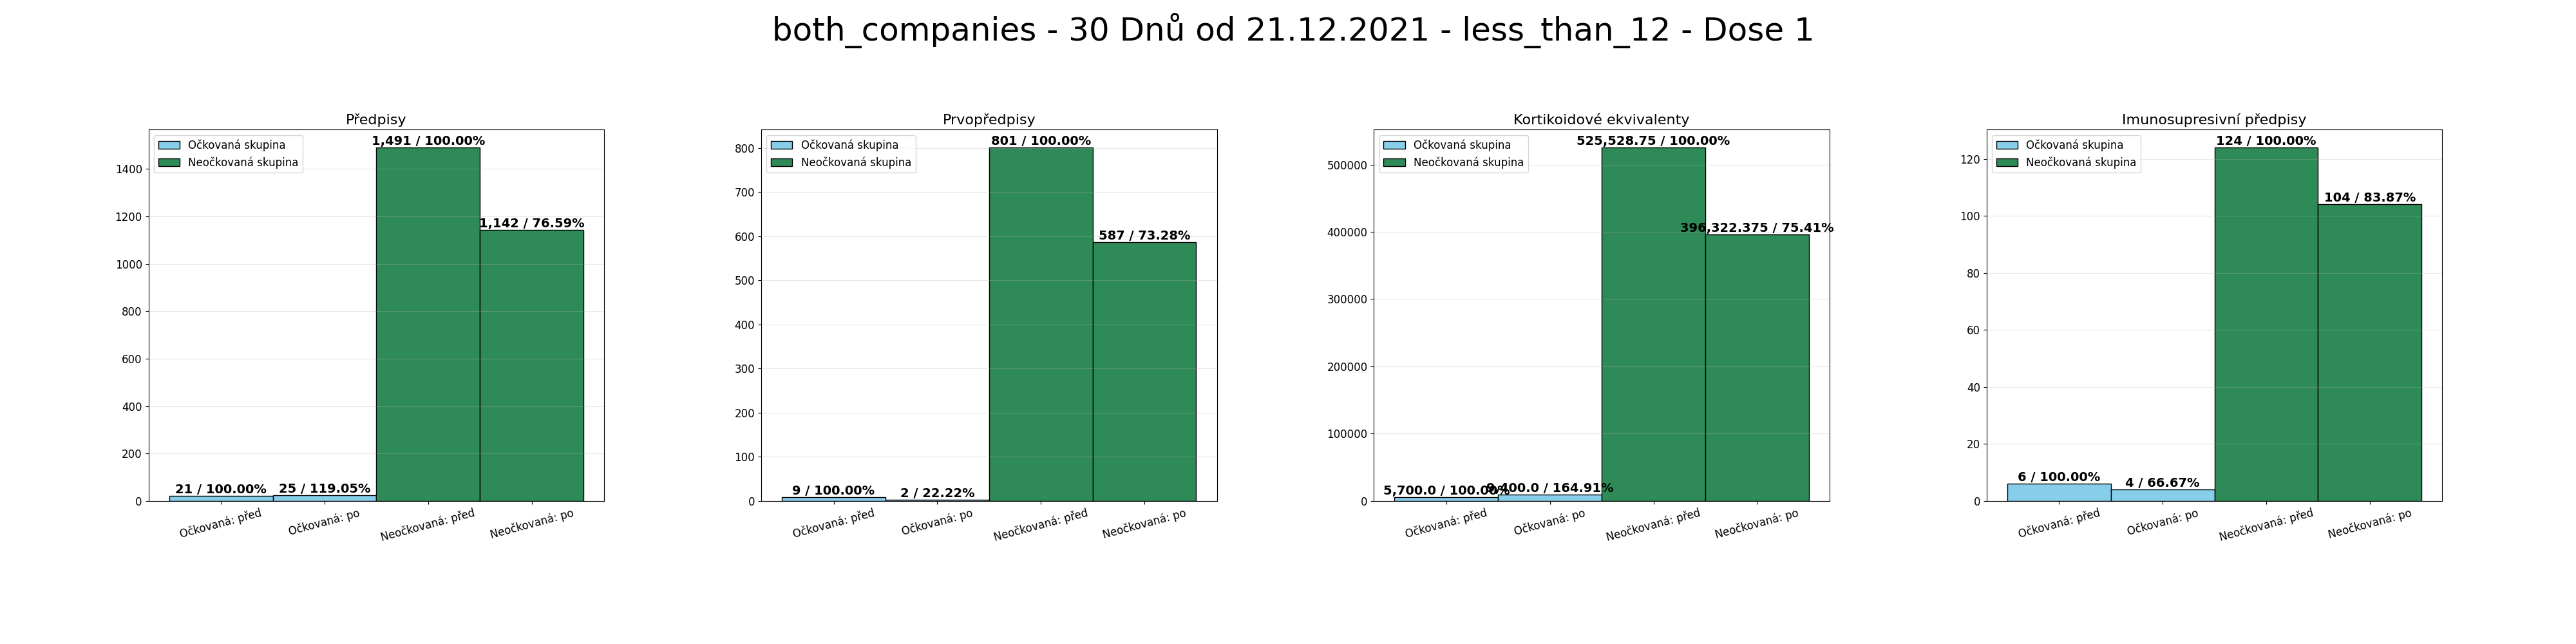 both_companies - 30 Dnů od 21.12.2021 - less_than_12 - Dose 1
Předpisy
Očkovaná skupina
Neočkovaná skupina
1,491 / 100.00%
1,142 / 76.59%
21 / 100.00%
25 / 119.05%
1400
1200
1000
800
600
400
200
0
Očkovaná: před
Očkovaná: po
Neočkovaná: před
Neočkovaná: po
Prvopředpisy
Očkovaná skupina
Neočkovaná skupina
801 / 100.00%
587 / 73.28%
9 / 100.00%
2 / 22.22%
800
700
600
500
400
300
200
100
0
Očkovaná: před
Očkovaná: po
Neočkovaná: před
Neočkovaná: po
Kortikoidové ekvivalenty
Očkovaná skupina
Neočkovaná skupina
525,528.75 / 100.00%
396,322.375 / 75.41%
5,700.0 / 100.00%
9,400.0 / 164.91%
500000
400000
300000
200000
100000
0
Očkovaná: před
Očkovaná: po
Neočkovaná: před
Neočkovaná: po
Imunosupresivní předpisy
Očkovaná skupina
Neočkovaná skupina
124 / 100.00%
104 / 83.87%
6 / 100.00%
4 / 66.67%
120
100
80
60
40
20
0
Očkovaná: před
Očkovaná: po
Neočkovaná: před
Neočkovaná: po